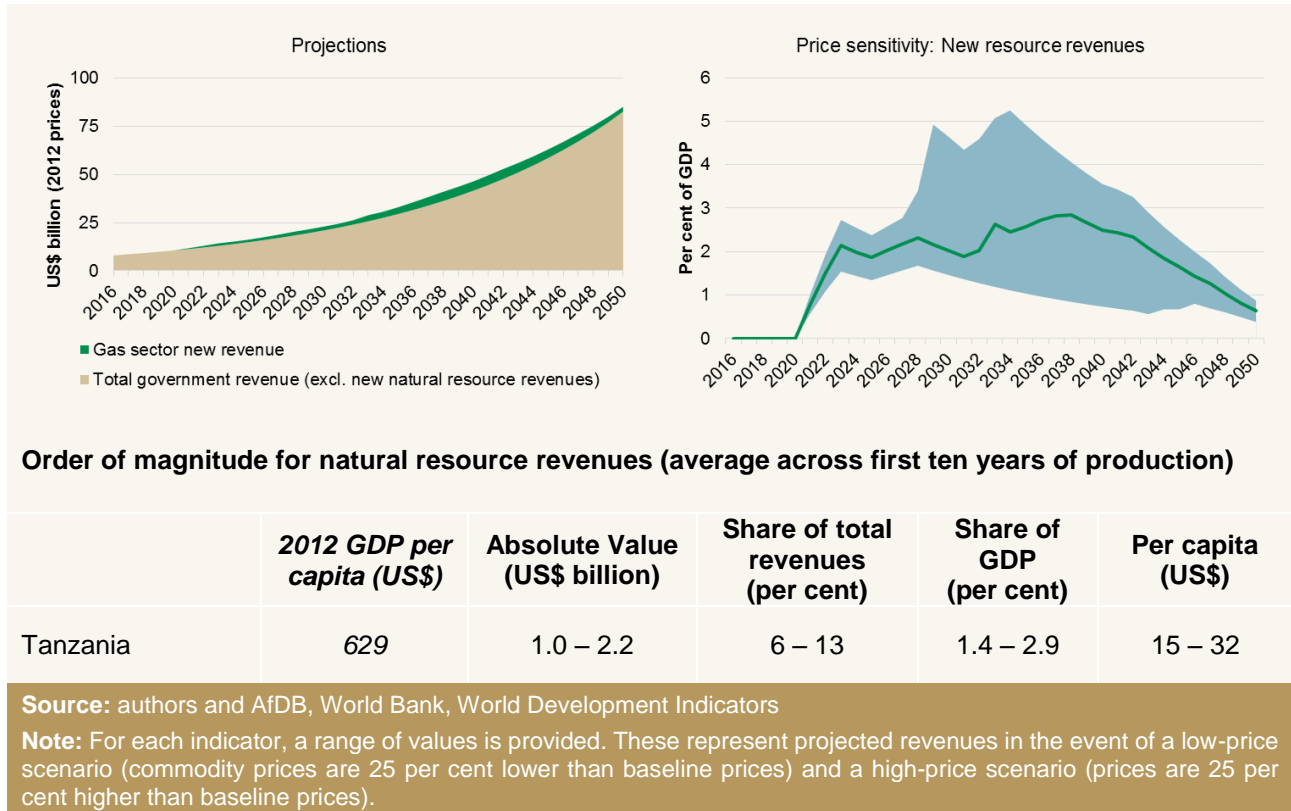 Projections
100
75
50
25
0
US$ billion (2012 prices)
2016
2018
2020
2022
2024
2026
2028
2030
2032
2034
2036
2038
2040
2042
2044
2046
2048
2050
Gas sector new revenue
Total government revenue (excl. new natural resource revenues)
Price sensitivity: New resource revenues
6
5
4
3
2
1
0
Per cent of GDP
2016
2018
2020
2022
2024
2026
2028
2030
2032
2034
2036
2038
2040
2042
2044
2046
2048
2050
Order of magnitude for natural resource revenues (average across first ten years of production)
2012 GDP per
capita (US$)
Absolute Value
(US$ billion)
Share of total
revenues
(per cent)
Share of
GDP
(per cent)
Per capita
(US$)
Tanzania 629 1.0 – 2.2 6 – 13 1.4 – 2.9 15 – 32
Source: authors and AfDB, World Bank, World Development Indicators
Note: For each indicator, a range of values is provided. These represent projected revenues in the event of a low-price
scenario (commodity prices are 25 per cent lower than baseline prices) and a high-price scenario (prices are 25 per
cent higher than baseline prices).